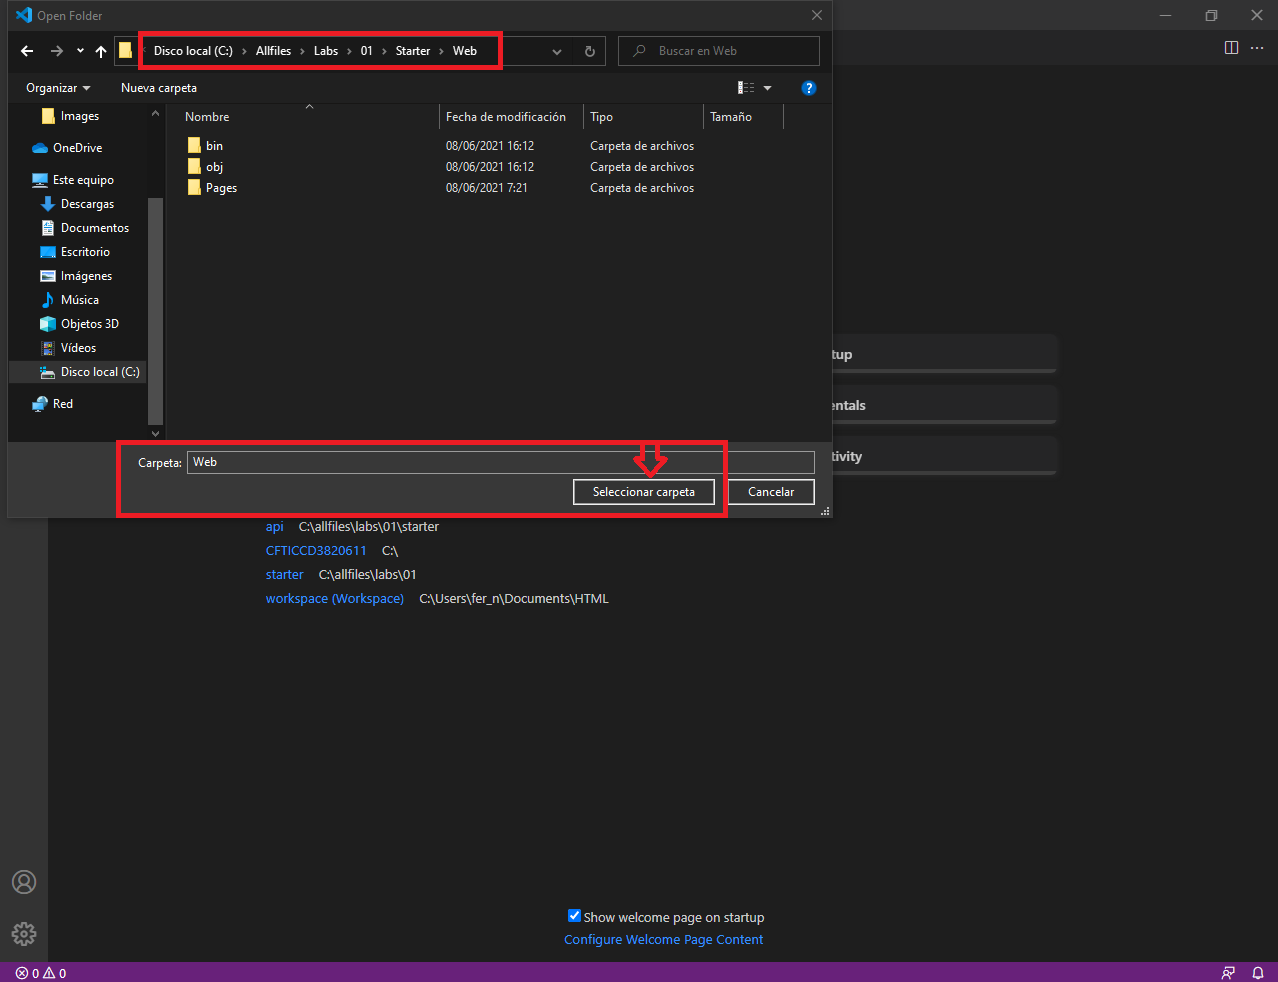 Open Folder
Disco local (C:) > Allfiles > Labs > 01 > Starter > Web
Buscar en Web
Organizar
Nueva carpeta
?
Nombre Fecha de modificación Tipo Tamaño
bin 08/06/2021 16:12 Carpeta de archivos
obj 08/06/2021 16:12 Carpeta de archivos
Pages 08/06/2021 7:21 Carpeta de archivos
Images
OneDrive
Este equipo
Descargas
Documentos
Escritorio
Imágenes
Música
Objetos 3D
Vídeos
Disco local (C:)
Red
Carpeta: Web
Seleccionar carpeta
Cancelar
tup
entals
tivity
api C:\allfiles\labs\01\starter
CFTICCD3820611 C:\
starter C:\allfiles\labs\01
workspace (Workspace) C:\Users\fer_n\Documents\HTML
Show welcome page on startup
Configure Welcome Page Content
0 0